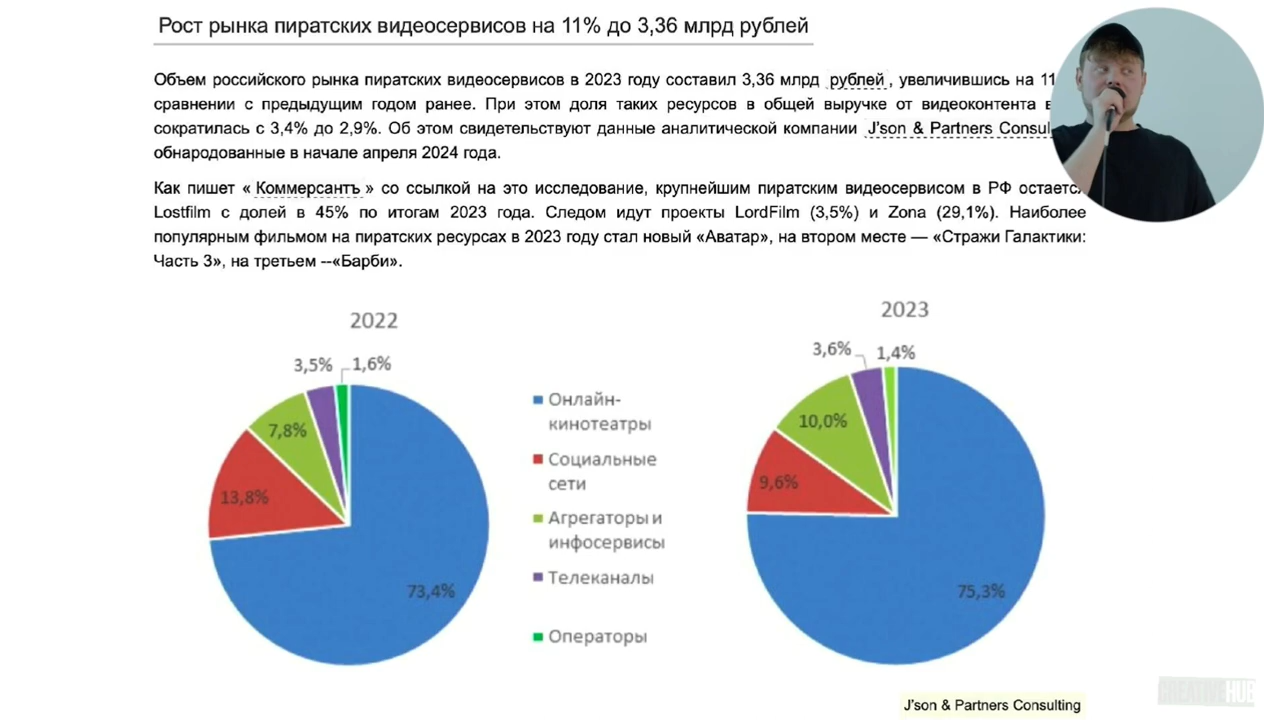 Рост рынка пиратских видеосервисов на 11% до 3,36 млрд рублей
Объем российского рынка пиратских видеосервисов в 2023 году составил 3,36 млрд рублей, увеличившись на 11
сравнении с предыдущим годом ранее. При этом доля таких ресурсов в общей выручке от видеоконтента
сократилась с 3,4% до 2,9%. Об этом свидетельствуют данные аналитической компании J'son & Partners
обнародованные в начале апреля 2024 года.
Как пишет «Коммерсантъ» со ссылкой на это исследование, крупнейшим пиратским видеосервисом в РФ остается
Lostfilm с долей в 45% по итогам 2023 года. Следом идут проекты LordFilm (3,5%) и Zona (29,1%). Наиболее
популярным фильмом на пиратских ресурсах в 2023 году стал новый «Аватар», на втором месте — «Стражи Галактики:
Часть 3», на третьем --«Барби».
2022
3,5%
1,6%
7,8%
13,8%
73,4%
Онлайн-
кинотеатры
Социальные
сети
Агрегаторы и
инфосервисы
Телеканалы
Операторы
2023
3,6%
1,4%
10,0%
9,6%
75,3%
J'son & Partners Consulting
CREATIVEHUB